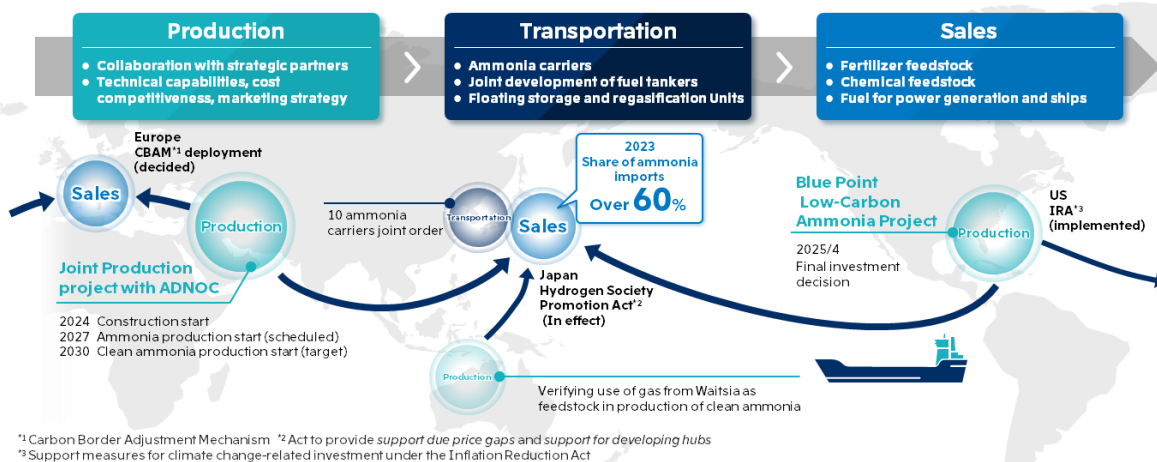 Production
● Collaboration with strategic partners
● Technical capabilities, cost
competitiveness, marketing strategy
Transportation
● Ammonia carriers
● Joint development of fuel tankers
● Floating storage and regasification Units
Sales
● Fertilizer feedstock
● Chemical feedstock
● Fuel for power generation and ships
Europe
CBAM*1 deployment
(decided)
Sales
Production
Joint Production
project with ADNOC
2024 Construction start
2027 Ammonia production start (scheduled)
2030 Clean ammonia production start (target)
10 ammonia
carriers joint order
Transportation
Sales
2023
Share of ammonia
imports
Over 60%
Japan
Hydrogen Society
Promotion Act*2
(In effect)
Production
Verifying use of gas from Waitsia as
feedstock in production of clean ammonia
Blue Point
Low-Carbon
Ammonia Project
2025/4
Final investment
decision
Production
US
IRA*3
(implemented)
*1 Carbon Border Adjustment Mechanism *2 Act to provide support due price gaps and support for developing hubs
*3 Support measures for climate change-related investment under the Inflation Reduction Act